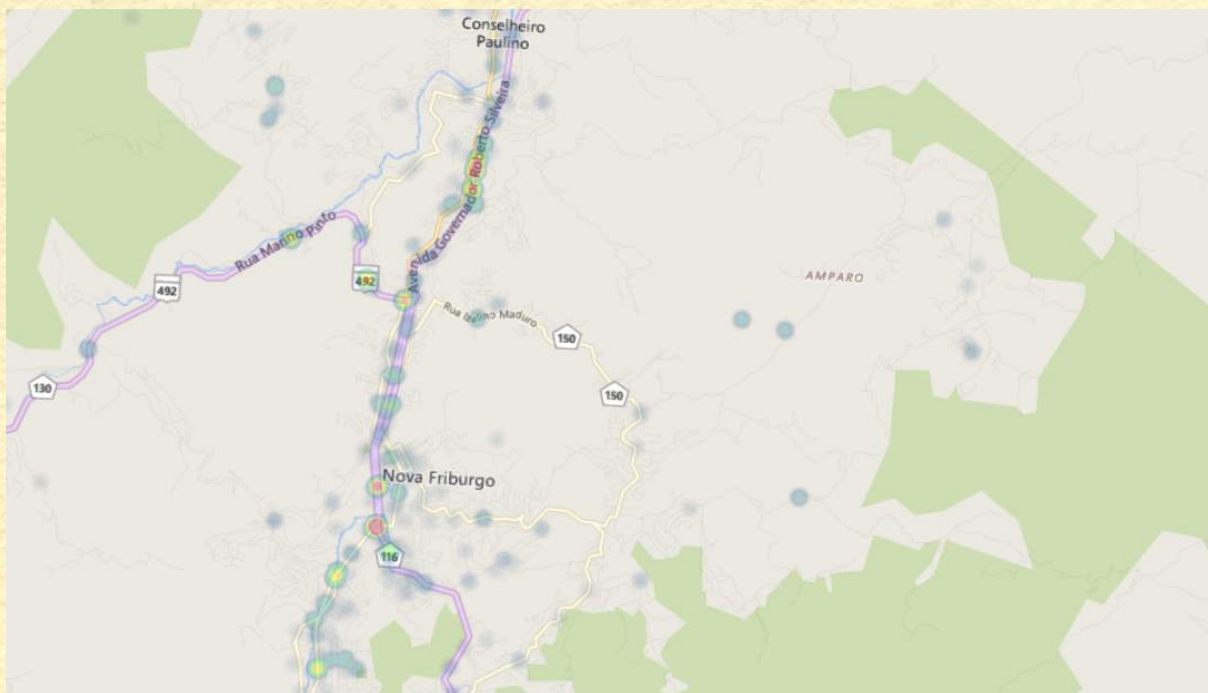 Conselheiro
Paulino
Avenida Governador Roberto Silveira
Rua Marino Pinto
492
AMPARO
492
Rua Itelino Maduro
150
130
150
Nova Friburgo
116